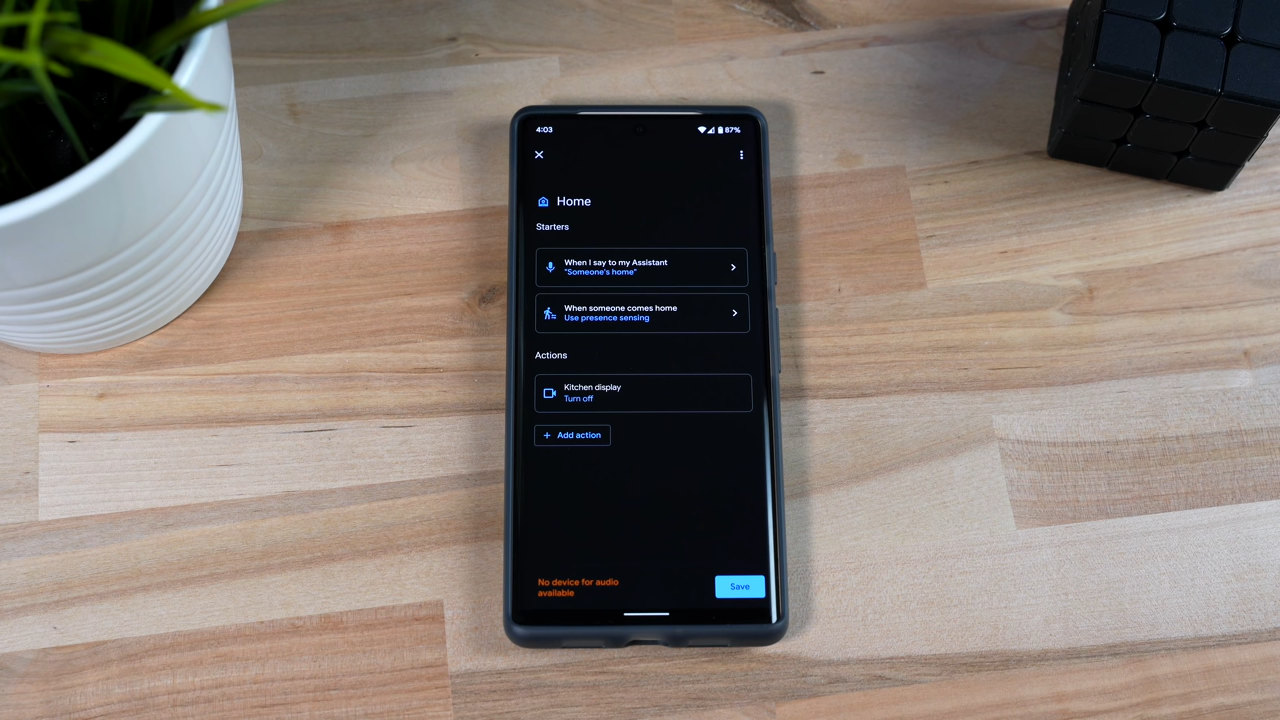 4:03
87%
Home
Starters
When I say to my Assistant
"Someone's home"
When someone comes home
Use presence sensing
Actions
Kitchen display
Turn off
+ Add action
No device for audio
available
Save